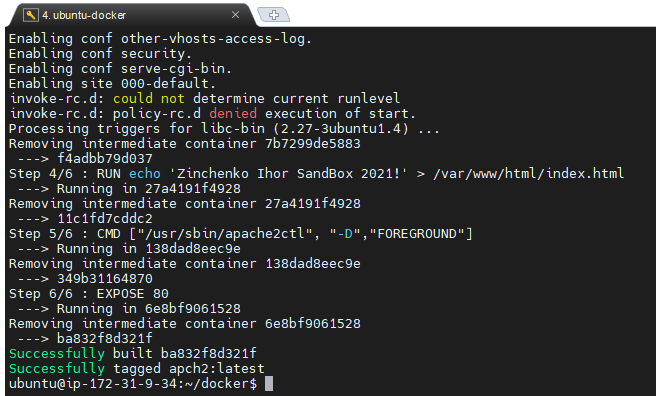 4. ubuntu-docker
Enabling conf other-vhosts-access-log.
Enabling conf security.
Enabling conf serve-cgi-bin.
Enabling site 000-default.
invoke-rc.d: could not determine current runlevel
invoke-rc.d: policy-rc.d denied execution of start.
Processing triggers for libc-bin (2.27-3ubuntu1.4) ...
Removing intermediate container 7b7299de5883
 ---> f4adbb79d037
Step 4/6 : RUN echo 'Zinchenko Ihor SandBox 2021!' > /var/www/html/index.html
 ---> Running in 27a4191f4928
Removing intermediate container 27a4191f4928
 ---> 11c1fd7cddc2
Step 5/6 : CMD ["/usr/sbin/apache2ctl", "-D","FOREGROUND"]
 ---> Running in 138dad8eec9e
Removing intermediate container 138dad8eec9e
 ---> 349b31164870
Step 6/6 : EXPOSE 80
 ---> Running in 6e8bf9061528
Removing intermediate container 6e8bf9061528
 ---> ba832f8d321f
Successfully built ba832f8d321f
Successfully tagged apch2:latest
ubuntu@ip-172-31-9-34:~/docker$